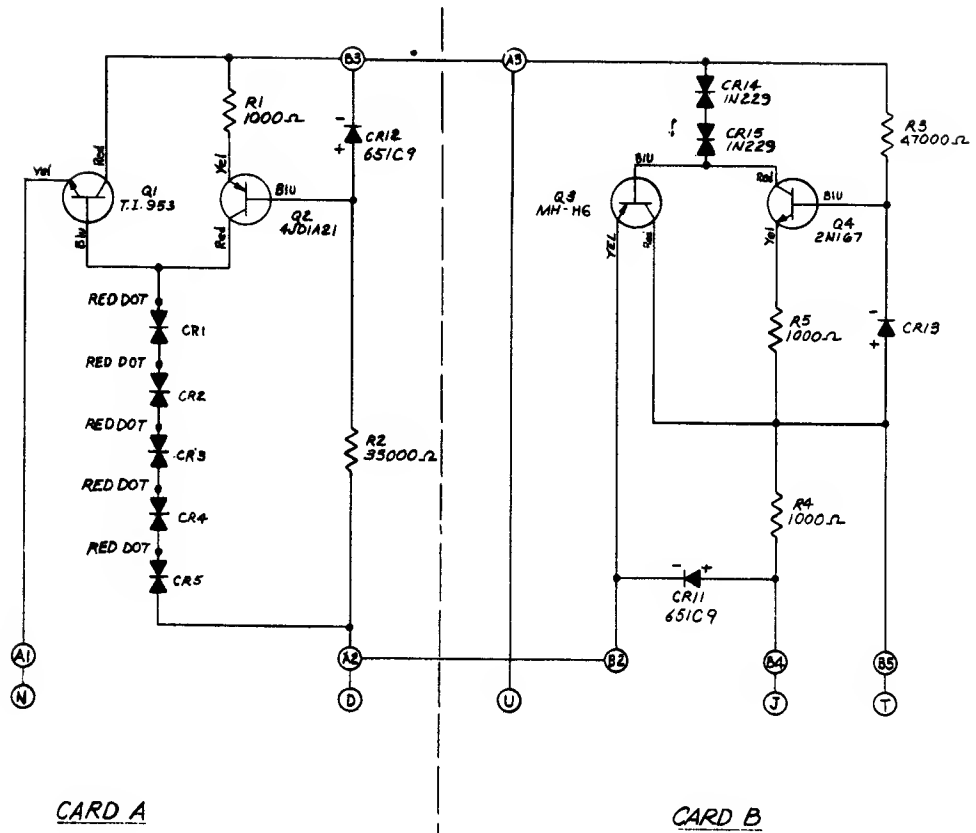 B3
A3
CR14
1N229
R1
1000Ω
CR12
651C9
-
+
CR15
1N229
R3
47000Ω
Yel
Red
Q1
T.I. 953
Blu
Yel
Blu
Q2
4JD1A21
Red
Blu
Q3
MH-H6
YEL
Red
Red
Blu
Q4
2N167
Yel
RED DOT
CR1
RED DOT
CR2
RED DOT
CR3
RED DOT
CR4
RED DOT
CR5
R2
35000Ω
R5
1000Ω
-
+
CR13
R4
1000Ω
- +
CR11
651C9
A1
A2
B2
B4
B5
N
D
U
J
T
CARD A
CARD B